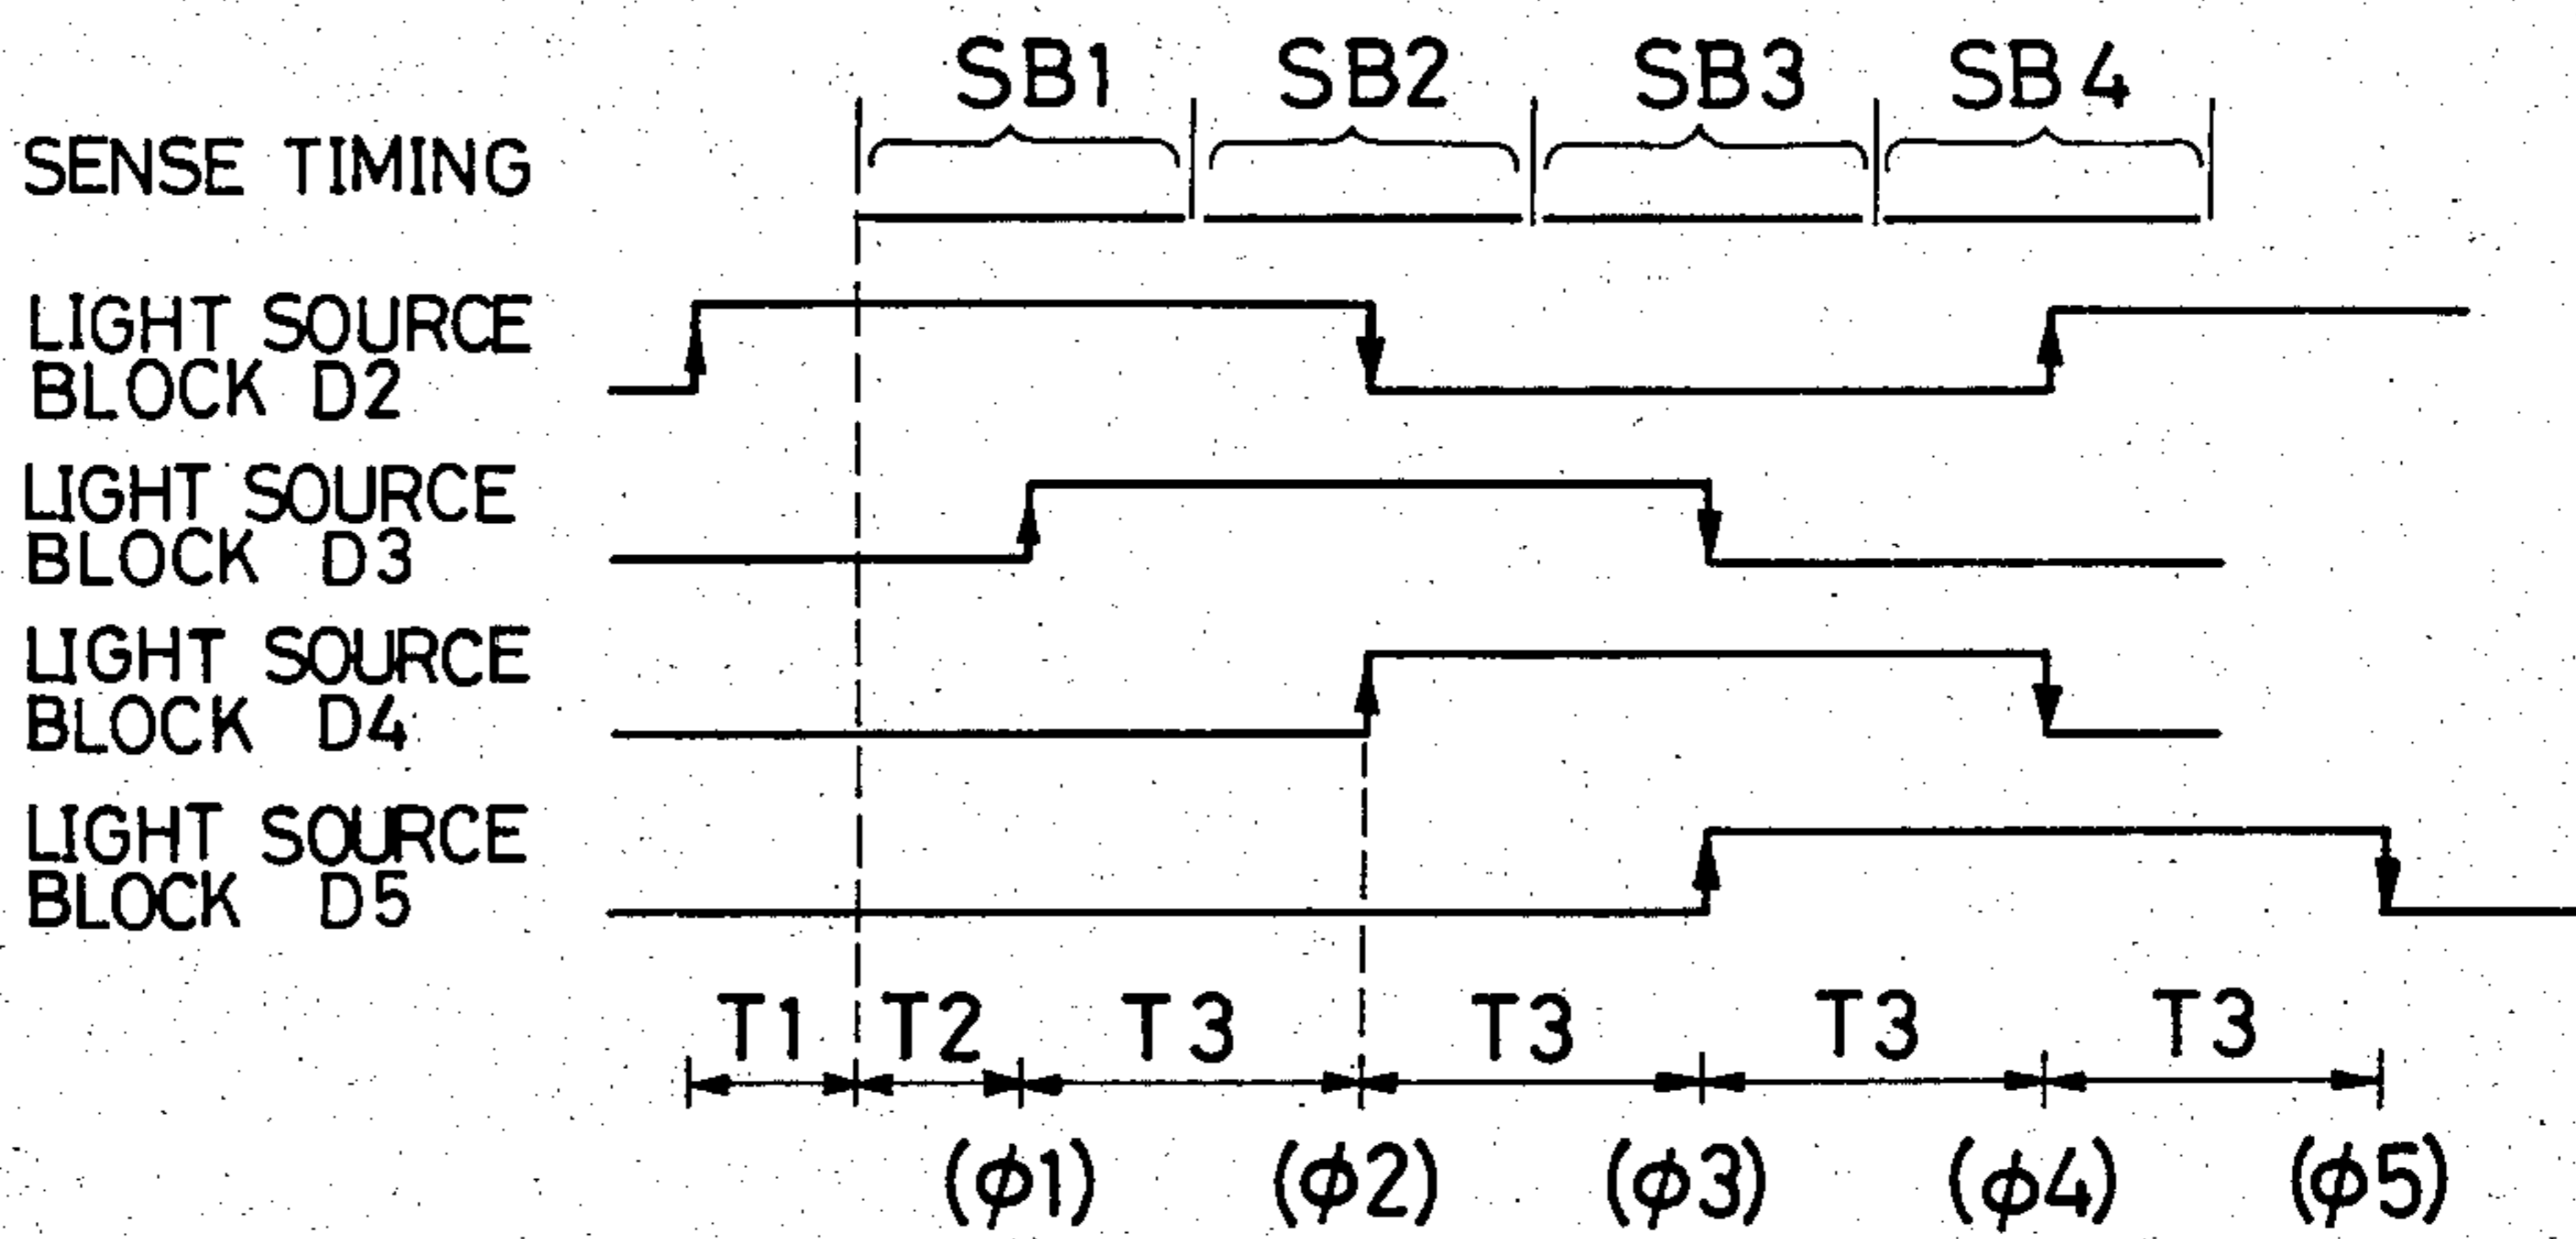 SB1 SB2 SB3 SB4
SENSE TIMING
LIGHT SOURCE
BLOCK D2
LIGHT SOURCE
BLOCK D3
LIGHT SOURCE
BLOCK D4
LIGHT SOURCE
BLOCK D5
T1 T2 T3 T3 T3 T3
(ϕ1) (ϕ2) (ϕ3) (ϕ4) (ϕ5)